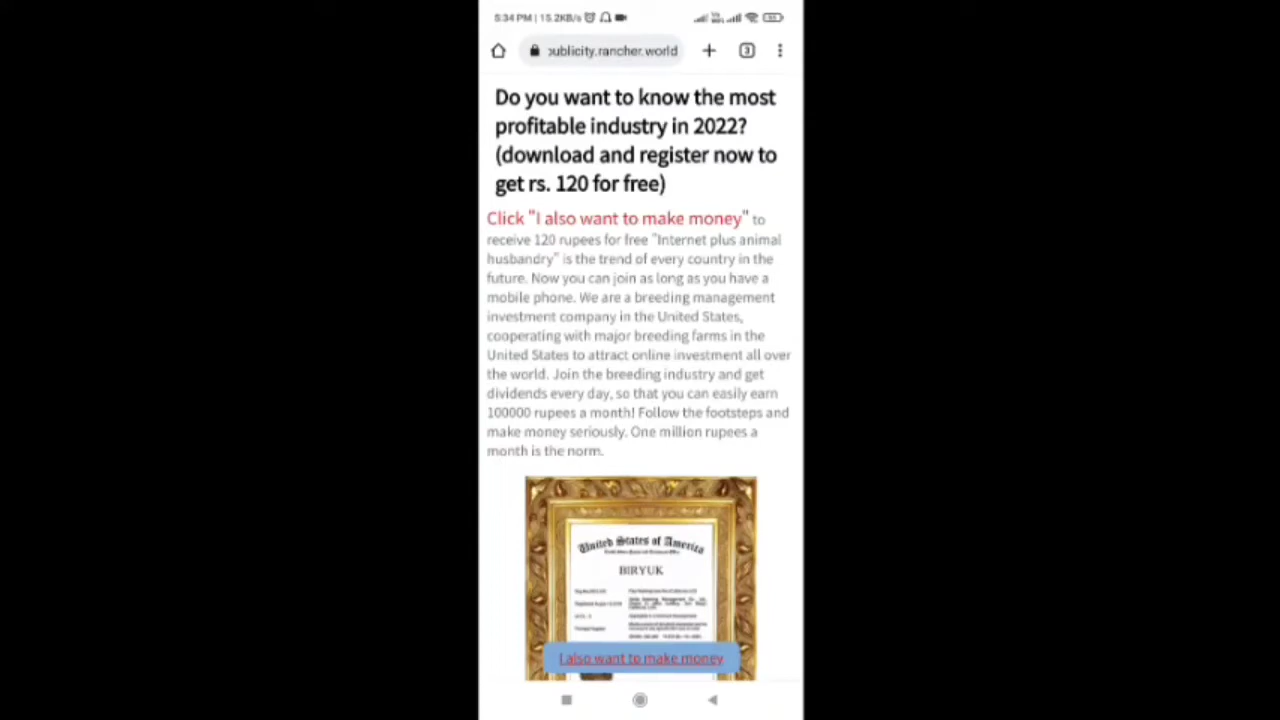 5:34 PM | 15.2KB/s
publicity.rancher.world
3
Do you want to know the most
profitable industry in 2022?
(download and register now to
get rs. 120 for free)
Click "I also want to make money" to
receive 120 rupees for free "Internet plus animal
husbandry" is the trend of every country in the
future. Now you can join as long as you have a
mobile phone. We are a breeding management
investment company in the United States,
cooperating with major breeding farms in the
United States to attract online investment all over
the world. Join the breeding industry and get
dividends every day, so that you can easily earn
100000 rupees a month! Follow the footsteps and
make money seriously. One million rupees a
month is the norm.
United States of America
BIRYUK
I also want to make money